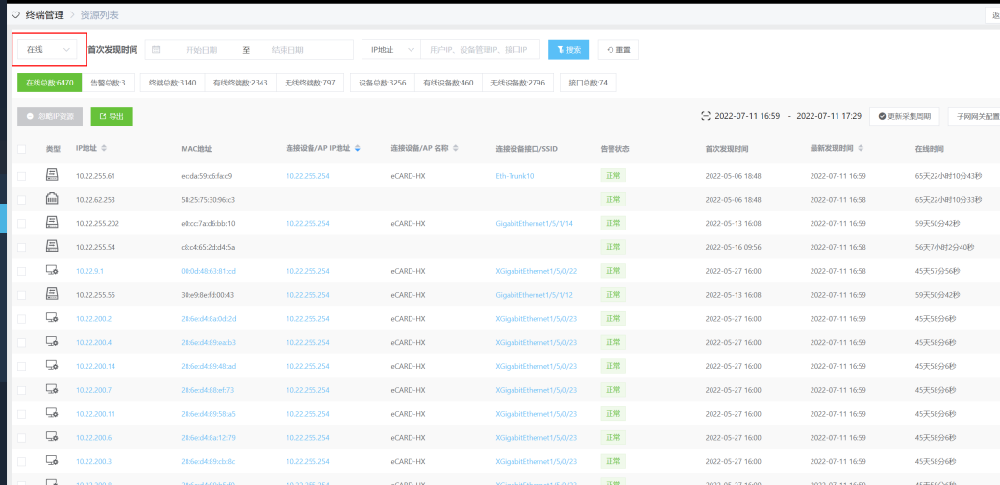 终端管理 > 资源列表 返
在线 首次发现时间 开始日期 至 结束日期 IP地址 用户IP、设备管理IP、接口IP 搜索 重置
在线总数:6470 告警总数:3 终端总数:3140 有线终端数:2343 无线终端数:797 设备总数:3256 有线设备数:460 无线设备数:2796 接口总数:74
忽略IP资源 导出 2022-07-11 16:59 - 2022-07-11 17:29 更新采集周期 子网网关配置
类型 IP地址 MAC地址 连接设备/AP IP地址 连接设备/AP 名称 连接设备接口/SSID 告警状态 首次发现时间 最新发现时间 在线时间
10.22.255.61 ec:da:59:c6:fa:c9 10.22.255.254 eCARD-HX Eth-Trunk10 正常 2022-05-06 18:48 2022-07-11 16:59 65天22小时10分43秒
10.22.62.253 58:25:75:30:96:c3 正常 2022-05-06 18:48 2022-07-11 16:58 65天22小时10分33秒
10.22.255.202 e0:cc:7a:d6:bb:10 10.22.255.254 eCARD-HX GigabitEthernet1/5/1/14 正常 2022-05-13 16:08 2022-07-11 16:59 59天50分42秒
10.22.255.54 c8:c4:65:2d:d4:5a 正常 2022-05-16 09:56 2022-07-11 16:58 56天7小时2分40秒
10.22.9.1 00:0d:48:63:81:cd 10.22.255.254 eCARD-HX XGigabitEthernet1/5/0/22 正常 2022-05-27 16:00 2022-07-11 16:58 45天57分56秒
10.22.255.55 30:e9:8e:fd:00:43 10.22.255.254 eCARD-HX GigabitEthernet1/5/1/12 正常 2022-05-13 16:08 2022-07-11 16:59 59天50分42秒
10.22.200.2 28:6e:d4:8a:0d:2d 10.22.255.254 eCARD-HX XGigabitEthernet1/5/0/23 正常 2022-05-27 16:00 2022-07-11 16:59 45天58分6秒
10.22.200.4 28:6e:d4:89:ea:b3 10.22.255.254 eCARD-HX XGigabitEthernet1/5/0/23 正常 2022-05-27 16:00 2022-07-11 16:59 45天58分6秒
10.22.200.14 28:6e:d4:89:48:ad 10.22.255.254 eCARD-HX XGigabitEthernet1/5/0/23 正常 2022-05-27 16:00 2022-07-11 16:59 45天58分6秒
10.22.200.7 28:6e:d4:88:ef:73 10.22.255.254 eCARD-HX XGigabitEthernet1/5/0/23 正常 2022-05-27 16:00 2022-07-11 16:59 45天58分6秒
10.22.200.11 28:6e:d4:89:58:a5 10.22.255.254 eCARD-HX XGigabitEthernet1/5/0/23 正常 2022-05-27 16:00 2022-07-11 16:59 45天58分6秒
10.22.200.6 28:6e:d4:8a:12:79 10.22.255.254 eCARD-HX XGigabitEthernet1/5/0/23 正常 2022-05-27 16:00 2022-07-11 16:59 45天58分6秒
10.22.200.3 28:6e:d4:89:cb:8c 10.22.255.254 eCARD-HX XGigabitEthernet1/5/0/23 正常 2022-05-27 16:00 2022-07-11 16:59 45天58分6秒